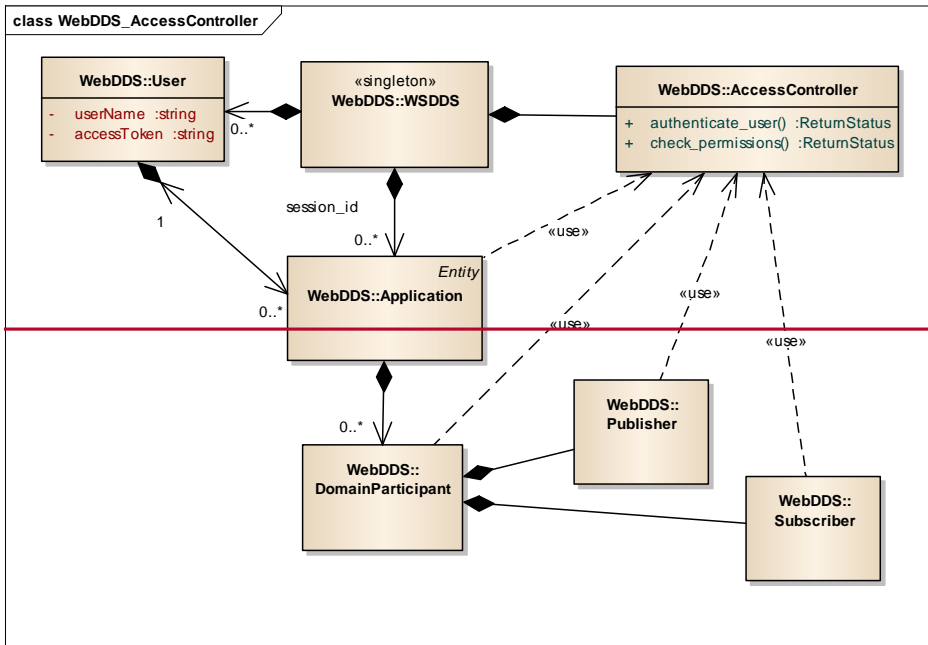 class WebDDS_AccessController
WebDDS::User
- userName :string
- accessToken :string
«singleton»
WebDDS::WSDDS
WebDDS::AccessController
+ authenticate_user() :ReturnStatus
+ check_permissions() :ReturnStatus
0..*
session_id
1
0..*
«use»
Entity
WebDDS::Application
0..*
«use»
«use»
«use»
0..*
WebDDS::
Publisher
WebDDS::
DomainParticipant
WebDDS::
Subscriber